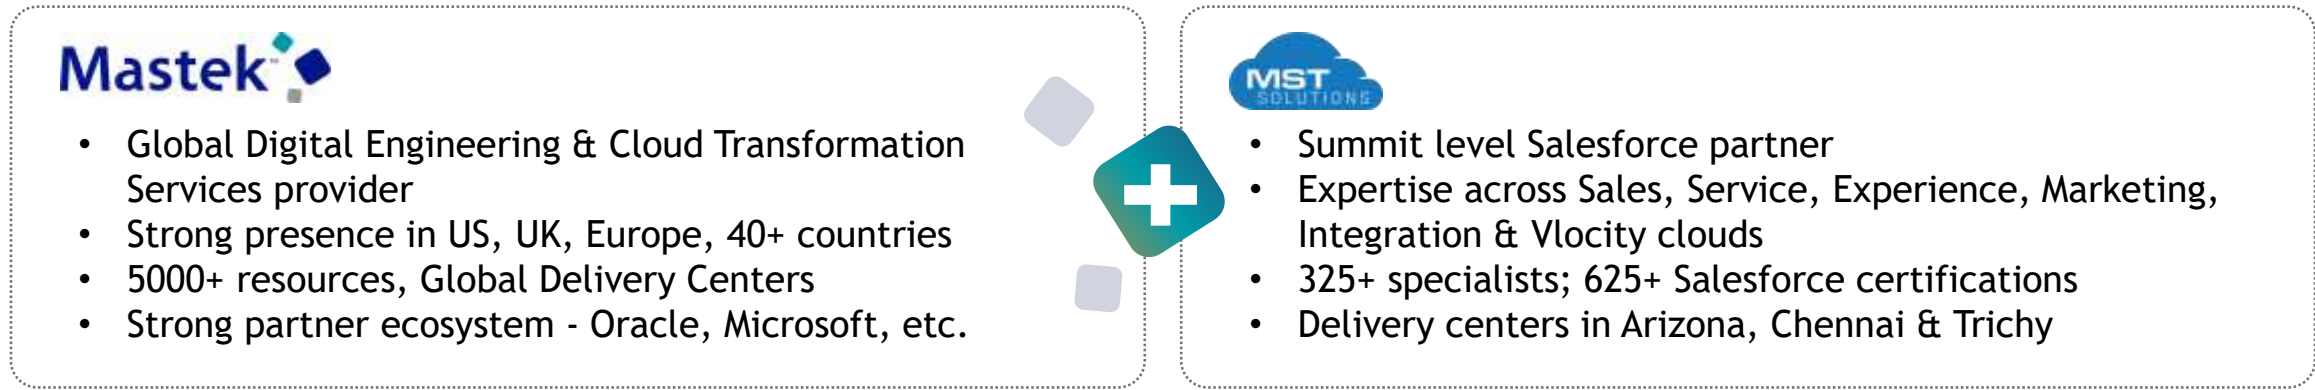 Mastek™
• Global Digital Engineering & Cloud Transformation
Services provider
• Strong presence in US, UK, Europe, 40+ countries
• 5000+ resources, Global Delivery Centers
• Strong partner ecosystem - Oracle, Microsoft, etc.
MST
SOLUTIONS
• Summit level Salesforce partner
• Expertise across Sales, Service, Experience, Marketing,
Integration & Vlocity clouds
• 325+ specialists; 625+ Salesforce certifications
• Delivery centers in Arizona, Chennai & Trichy